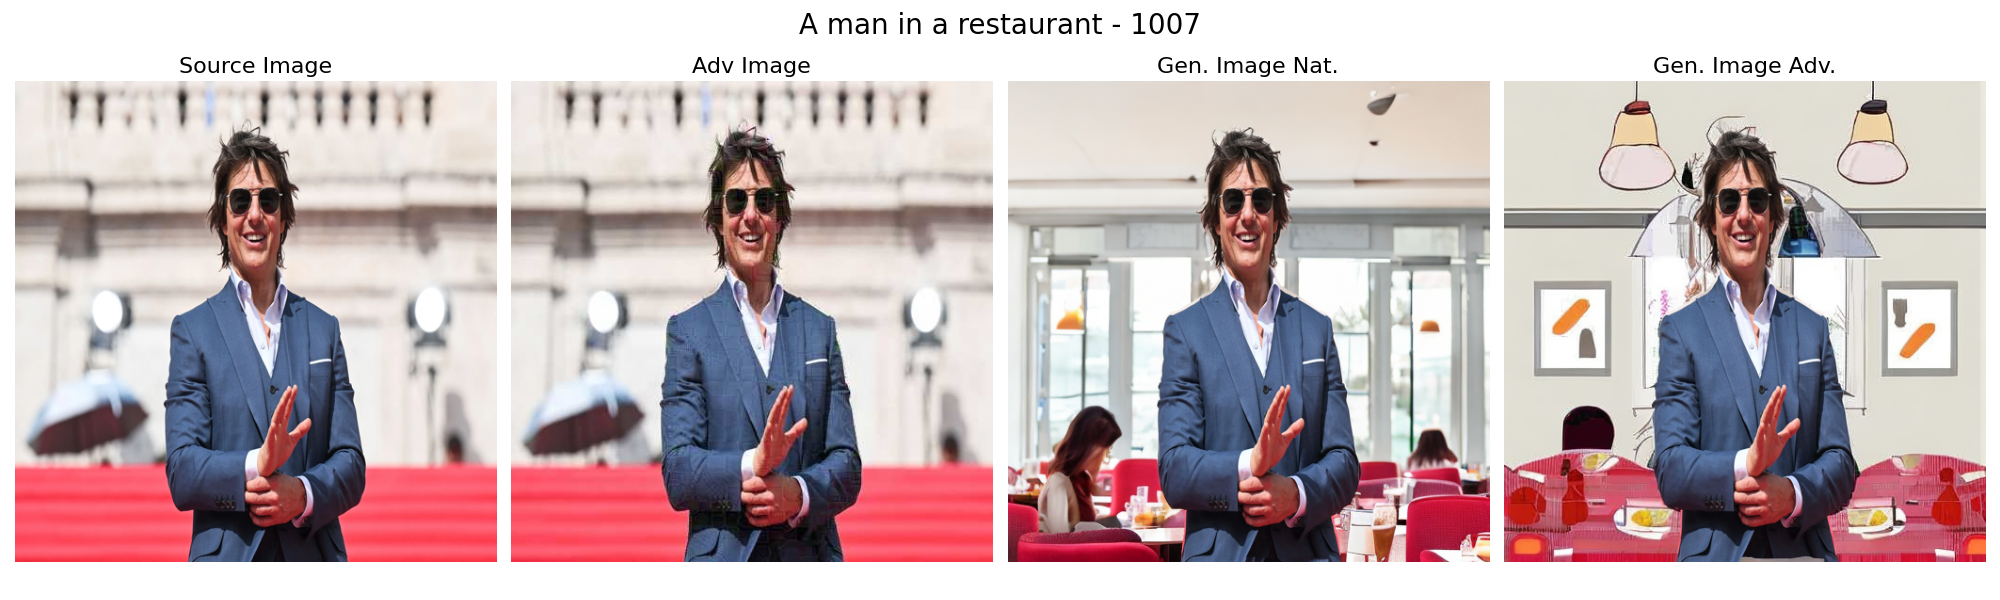 A man in a restaurant - 1007
Source Image
Adv Image
Gen. Image Nat.
Gen. Image Adv.